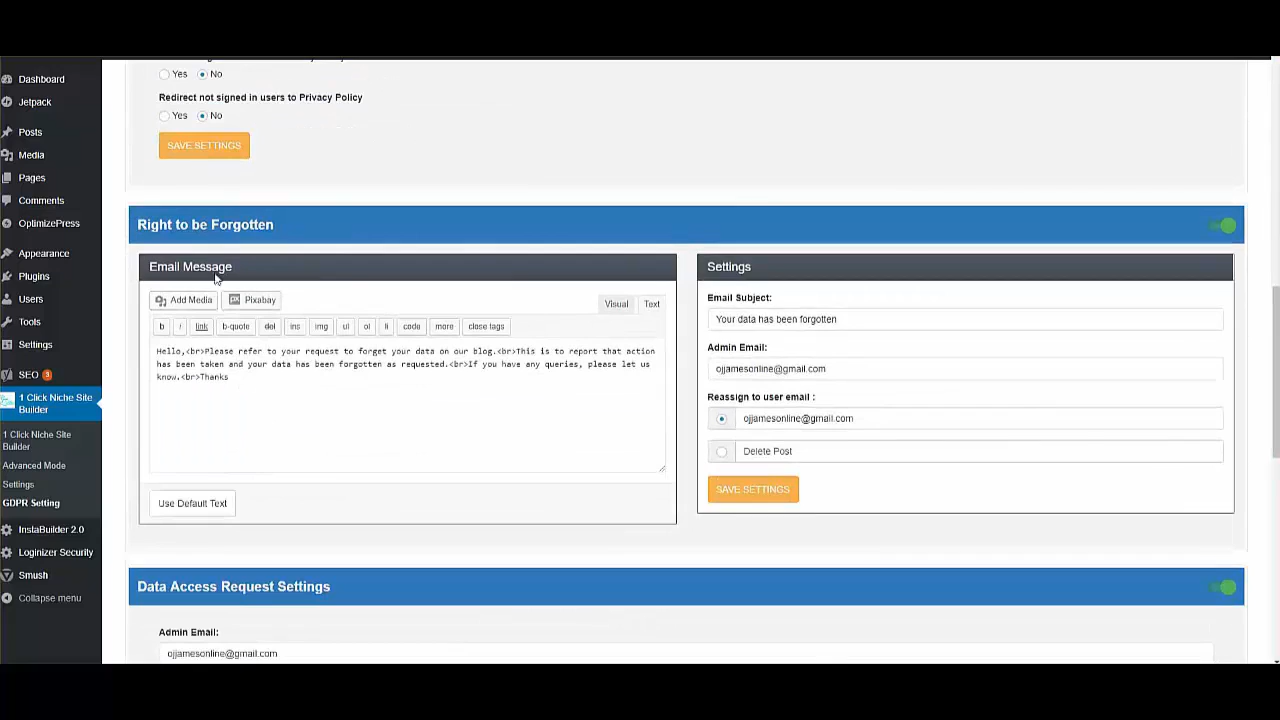 Dashboard
Jetpack
Posts
Media
Pages
Comments
OptimizePress
Appearance
Plugins
Users
Tools
Settings
SEO 3
1 Click Niche Site
Builder
1 Click Niche Site
Builder
Advanced Mode
Settings
GDPR Setting
InstaBuilder 2.0
Loginizer Security
Smush
Collapse menu
Yes No
Redirect not signed in users to Privacy Policy
Yes No
SAVE SETTINGS
Right to be Forgotten
Email Message
Add Media Pixabay
Visual Text
b i link b-quote del ins img ul ol li code more close tags
Hello,<br>Please refer to your request to forget your data on our blog.<br>This is to report that action
has been taken and your data has been forgotten as requested.<br>If you have any queries, please let us
know.<br>Thanks
Use Default Text
Settings
Email Subject:
Your data has been forgotten
Admin Email:
ojjamesonline@gmail.com
Reassign to user email :
ojjamesonline@gmail.com
Delete Post
SAVE SETTINGS
Data Access Request Settings
Admin Email:
ojjamesonline@gmail.com